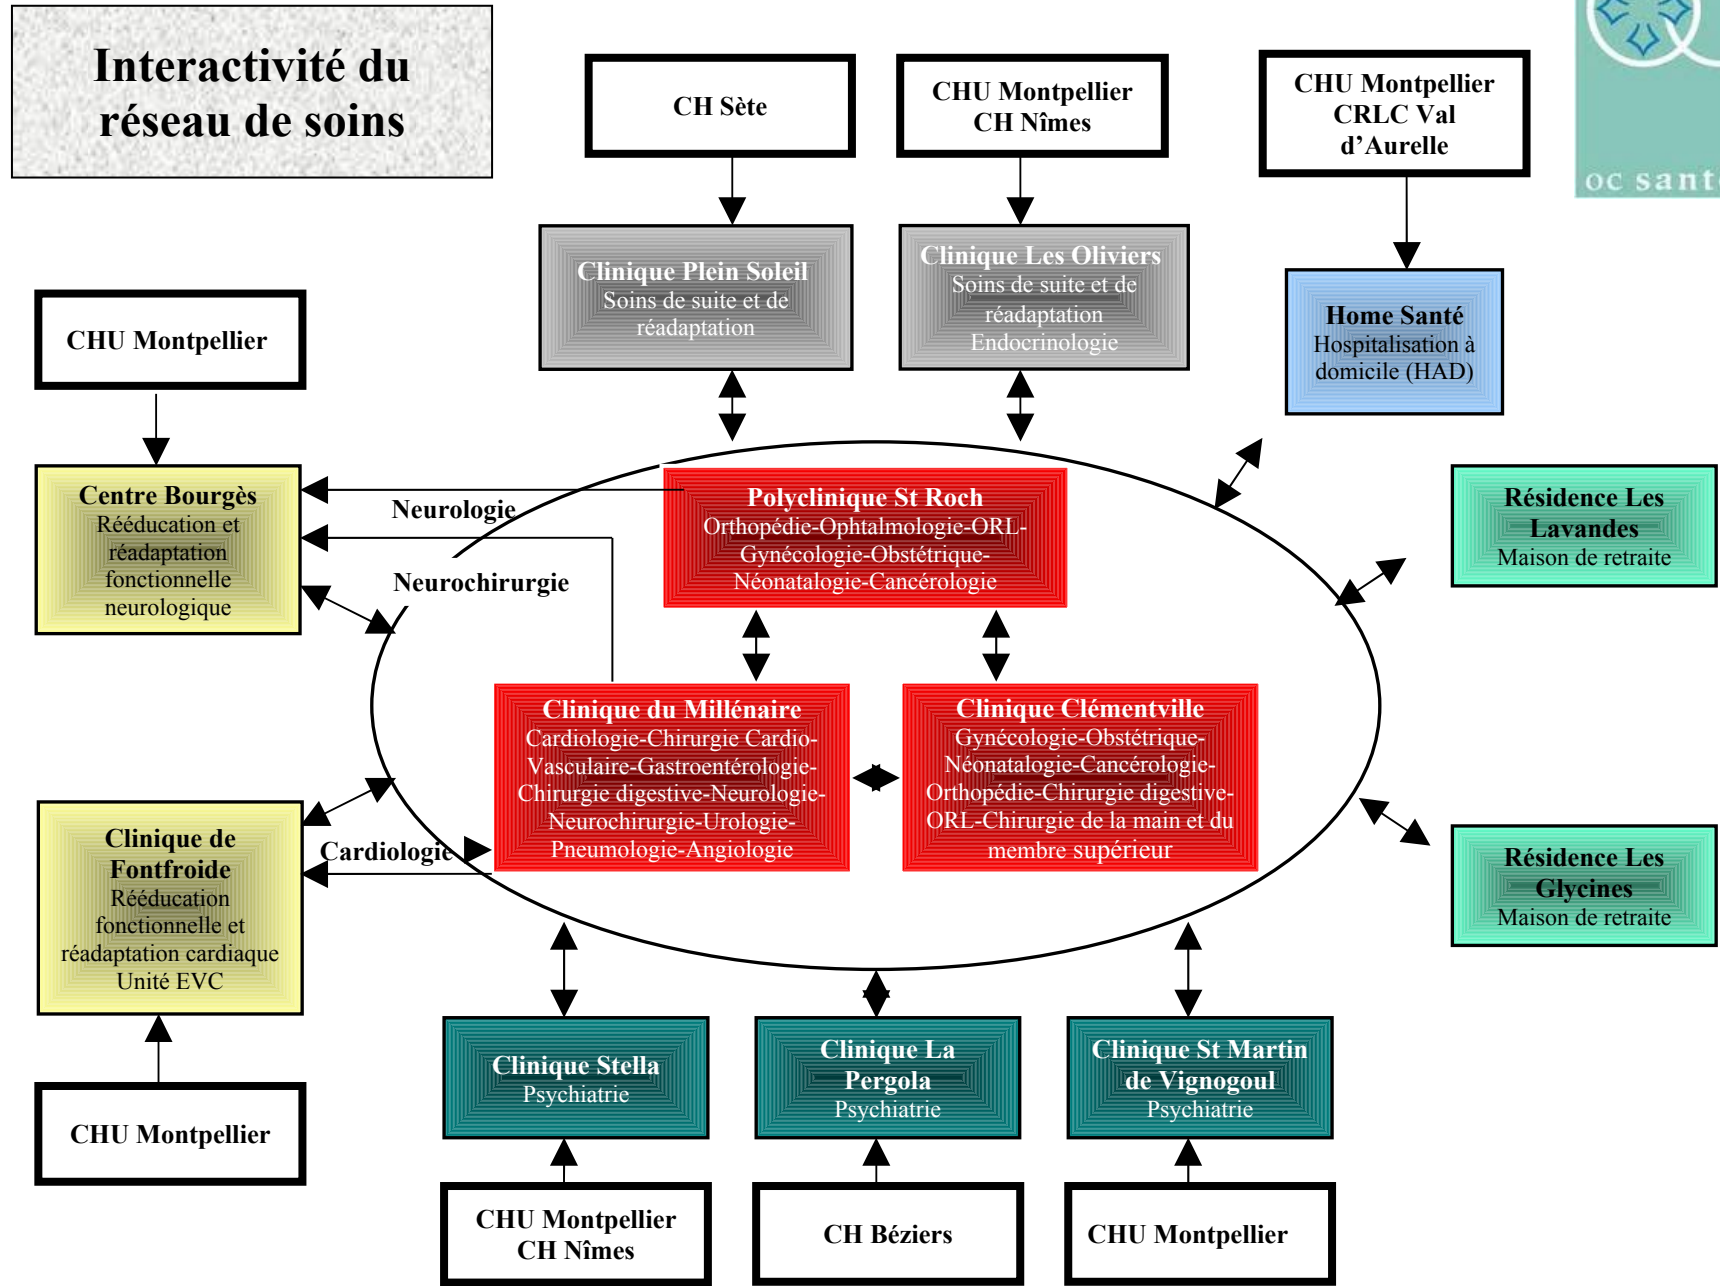 Interactivité du
réseau de soins
CH Sète
CHU Montpellier
CH Nîmes
CHU Montpellier
CRLC Val
d’Aurelle
oc sant
Clinique Plein Soleil
Soins de suite et de
réadaptation
Clinique Les Oliviers
Soins de suite et de
réadaptation
Endocrinologie
Home Santé
Hospitalisation à
domicile (HAD)
CHU Montpellier
Centre Bourgès
Rééducation et
réadaptation
fonctionnelle
neurologique
Neurologie
Neurochirurgie
Polyclinique St Roch
Orthopédie-Ophtalmologie-ORL-
Gynécologie-Obstétrique-
Néonatalogie-Cancérologie
Résidence Les
Lavandes
Maison de retraite
Clinique du Millénaire
Cardiologie-Chirurgie Cardio-
Vasculaire-Gastroentérologie-
Chirurgie digestive-Neurologie-
Neurochirurgie-Urologie-
Pneumologie-Angiologie
Clinique Clémentville
Gynécologie-Obstétrique-
Néonatalogie-Cancérologie-
Orthopédie-Chirurgie digestive-
ORL-Chirurgie de la main et du
membre supérieur
Clinique de
Fontfroide
Rééducation
fonctionnelle et
réadaptation cardiaque
Unité EVC
Cardiologie
Résidence Les
Glycines
Maison de retraite
Clinique Stella
Psychiatrie
Clinique La
Pergola
Psychiatrie
Clinique St Martin
de Vignogoul
Psychiatrie
CHU Montpellier
CHU Montpellier
CH Nîmes
CH Béziers
CHU Montpellier